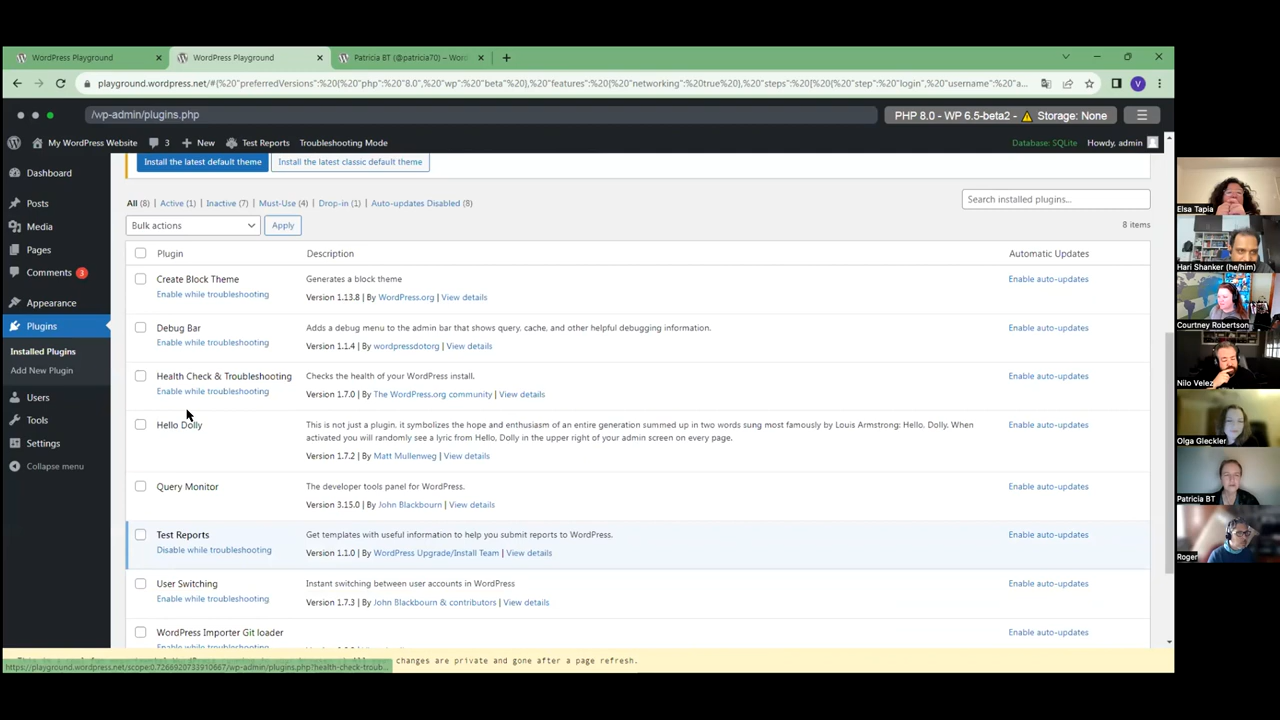 WordPress Playground
WordPress Playground
Patricia BT (@patricia70) – Wor
playground.wordpress.net/#{%20"preferredVersions":%20{%20"php":%20"8.0",%20"wp":%20"beta"},%20"features":%20{%20"networking":%20true%20},%20"steps":%20[{%20"step":%20"login",%20"username":%20"a...
/wp-admin/plugins.php
PHP 8.0 - WP 6.5-beta2 - Storage: None
My WordPress Website 3 New Test Reports Troubleshooting Mode
Database: SQLite Howdy, admin
Dashboard
Posts
Media
Pages
Comments 3
Appearance
Plugins
Installed Plugins
Add New Plugin
Users
Tools
Settings
Collapse menu
Install the latest default theme Install the latest classic default theme
All (8) | Active (1) | Inactive (7) | Must-Use (4) | Drop-in (1) | Auto-updates Disabled (8)
Search installed plugins...
Bulk actions Apply
8 items
Plugin Description Automatic Updates
Create Block Theme Generates a block theme Enable auto-updates
Enable while troubleshooting Version 1.13.8 | By WordPress.org | View details
Debug Bar Adds a debug menu to the admin bar that shows query, cache, and other helpful debugging information. Enable auto-updates
Enable while troubleshooting Version 1.1.4 | By wordpressdotorg | View details
Health Check & Troubleshooting Checks the health of your WordPress install. Enable auto-updates
Enable while troubleshooting Version 1.7.0 | By The WordPress.org community | View details
Hello Dolly This is not just a plugin, it symbolizes the hope and enthusiasm of an entire generation summed up in two words sung most famously by Louis Armstrong: Hello, Dolly. When Enable auto-updates
activated you will randomly see a lyric from Hello, Dolly in the upper right of your admin screen on every page.
Version 1.7.2 | By Matt Mullenweg | View details
Query Monitor The developer tools panel for WordPress. Enable auto-updates
Version 3.15.0 | By John Blackbourn | View details
Test Reports Get templates with useful information to help you submit reports to WordPress. Enable auto-updates
Disable while troubleshooting Version 1.1.0 | By WordPress Upgrade/Install Team | View details
User Switching Instant switching between user accounts in WordPress Enable auto-updates
Enable while troubleshooting Version 1.7.3 | By John Blackbourn & contributors | View details
WordPress Importer Git loader Enable auto-updates
changes are private and gone after a page refresh.
https://playground.wordpress.net/scope:0.7266920733910667/wp-admin/plugins.php?health-check-troub...
Elsa Tapia
Hari Shanker (he/him)
Courtney Robertson
Nilo Velez
Olga Gleckler
Patricia BT
Roger